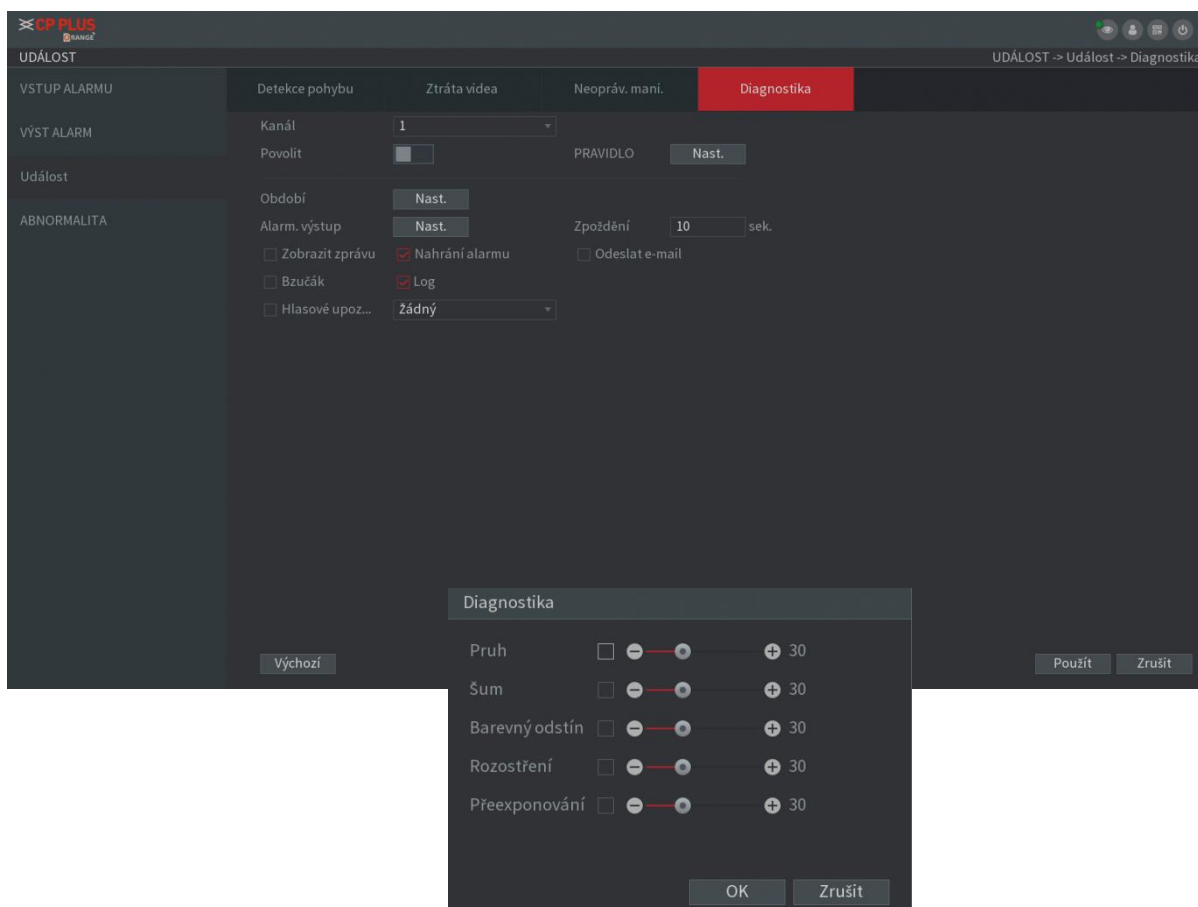 CP PLUS
ORANGE
UDÁLOST
UDÁLOST -> Událost -> Diagnostika
VSTUP ALARMU
VÝST ALARM
Událost
ABNORMALITA
Detekce pohybu
Ztráta videa
Neopráv. mani.
Diagnostika
Kanál 1
Povolit
PRAVIDLO Nast.
Období Nast.
Alarm. výstup Nast.
Zpoždění 10 sek.
Zobrazit zprávu
Nahrání alarmu
Odeslat e-mail
Bzučák
Log
Hlasové upoz... Žádný
Výchozí
Použít
Zrušit
Diagnostika
Pruh 30
Šum 30
Barevný odstín 30
Rozostření 30
Přeexponování 30
OK
Zrušit